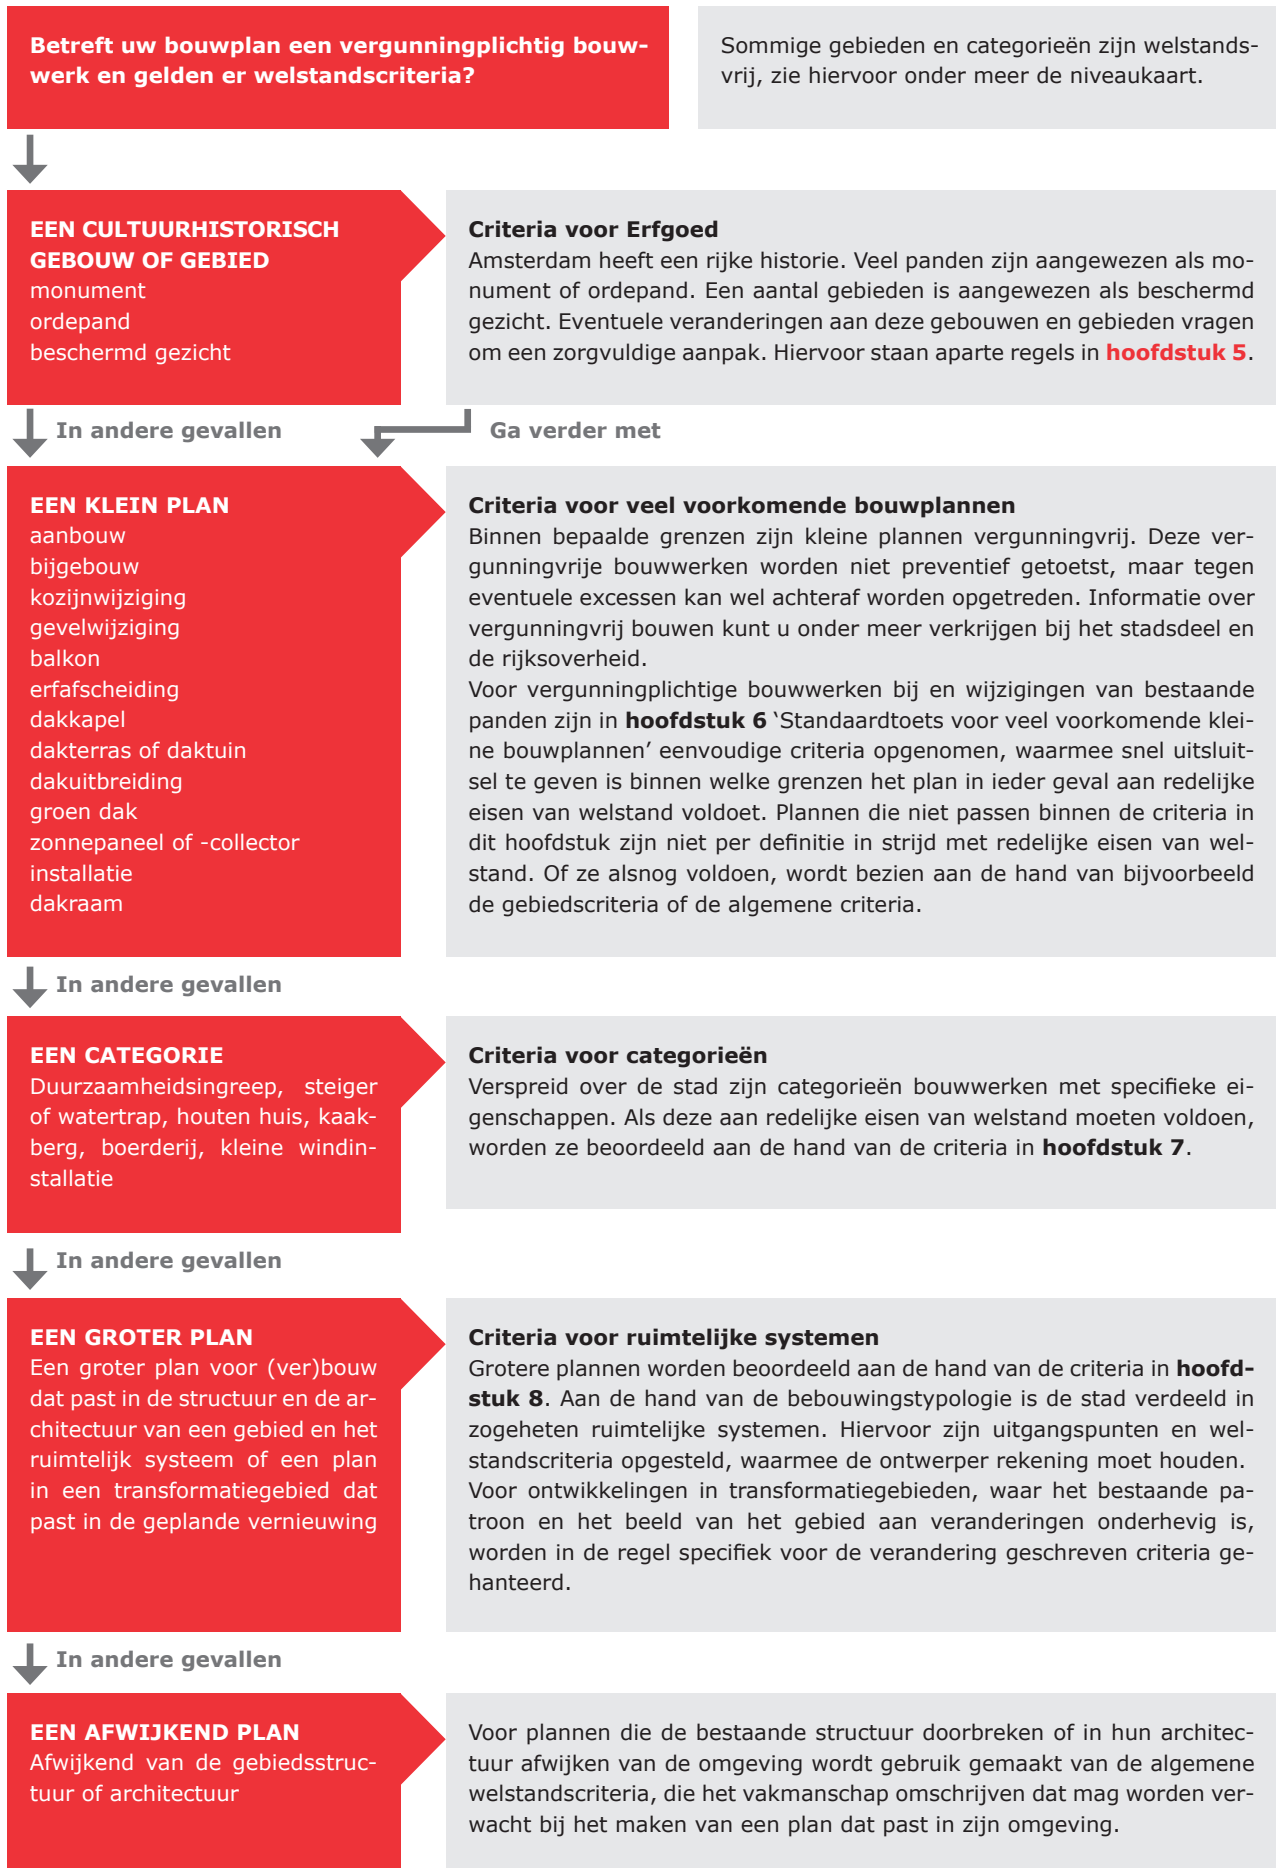 Betreft uw bouwplan een vergunningplichtig bouw-
werk en gelden er welstandscriteria?
Sommige gebieden en categorieën zijn welstands-
vrij, zie hiervoor onder meer de niveaukaart.
EEN CULTUURHISTORISCH
GEBOUW OF GEBIED
monument
ordepand
beschermd gezicht
Criteria voor Erfgoed
Amsterdam heeft een rijke historie. Veel panden zijn aangewezen als mo-
nument of ordepand. Een aantal gebieden is aangewezen als beschermd
gezicht. Eventuele veranderingen aan deze gebouwen en gebieden vragen
om een zorgvuldige aanpak. Hiervoor staan aparte regels in hoofdstuk 5.
In andere gevallen
Ga verder met
EEN KLEIN PLAN
aanbouw
bijgebouw
kozijnwijziging
gevelwijziging
balkon
erfafscheiding
dakkapel
dakterras of daktuin
dakuitbreiding
groen dak
zonnepaneel of -collector
installatie
dakraam
Criteria voor veel voorkomende bouwplannen
Binnen bepaalde grenzen zijn kleine plannen vergunningvrij. Deze ver-
gunningvrije bouwwerken worden niet preventief getoetst, maar tegen
eventuele excessen kan wel achteraf worden opgetreden. Informatie over
vergunningvrij bouwen kunt u onder meer verkrijgen bij het stadsdeel en
de rijksoverheid.
Voor vergunningplichtige bouwwerken bij en wijzigingen van bestaande
panden zijn in hoofdstuk 6 ‘Standaardtoets voor veel voorkomende klei-
ne bouwplannen’ eenvoudige criteria opgenomen, waarmee snel uitsluit-
sel te geven is binnen welke grenzen het plan in ieder geval aan redelijke
eisen van welstand voldoet. Plannen die niet passen binnen de criteria in
dit hoofdstuk zijn niet per definitie in strijd met redelijke eisen van wel-
stand. Of ze alsnog voldoen, wordt bezien aan de hand van bijvoorbeeld
de gebiedscriteria of de algemene criteria.
In andere gevallen
EEN CATEGORIE
Duurzaamheidsingreep, steiger
of watertrap, houten huis, kaak-
berg, boerderij, kleine windin-
stallatie
Criteria voor categorieën
Verspreid over de stad zijn categorieën bouwwerken met specifieke ei-
genschappen. Als deze aan redelijke eisen van welstand moeten voldoen,
worden ze beoordeeld aan de hand van de criteria in hoofdstuk 7.
In andere gevallen
EEN GROTER PLAN
Een groter plan voor (ver)bouw
dat past in de structuur en de ar-
chitectuur van een gebied en het
ruimtelijk systeem of een plan
in een transformatiegebied dat
past in de geplande vernieuwing
Criteria voor ruimtelijke systemen
Grotere plannen worden beoordeeld aan de hand van de criteria in hoofd-
stuk 8. Aan de hand van de bebouwingstypologie is de stad verdeeld in
zogeheten ruimtelijke systemen. Hiervoor zijn uitgangspunten en wel-
standscriteria opgesteld, waarmee de ontwerper rekening moet houden.
Voor ontwikkelingen in transformatiegebieden, waar het bestaande pa-
troon en het beeld van het gebied aan veranderingen onderhevig is,
worden in de regel specifiek voor de verandering geschreven criteria ge-
hanteerd.
In andere gevallen
EEN AFWIJKEND PLAN
Afwijkend van de gebiedsstruc-
tuur of architectuur
Voor plannen die de bestaande structuur doorbreken of in hun architec-
tuur afwijken van de omgeving wordt gebruik gemaakt van de algemene
welstandscriteria, die het vakmanschap omschrijven dat mag worden ver-
wacht bij het maken van een plan dat past in zijn omgeving.